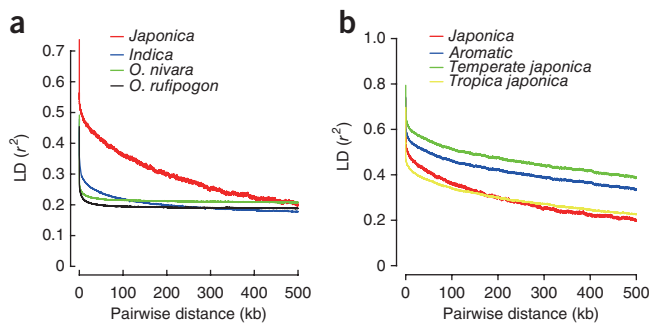 a
Japonica
Indica
O. nivara
O. rufipogon
LD (r²)
0.7
0.6
0.5
0.4
0.3
0.2
0.1
0
0 100 200 300 400 500
Pairwise distance (kb)
b
Japonica
Aromatic
Temperate japonica
Tropica japonica
LD (r²)
1.0
0.8
0.6
0.4
0.2
0
0 100 200 300 400 500
Pairwise distance (kb)